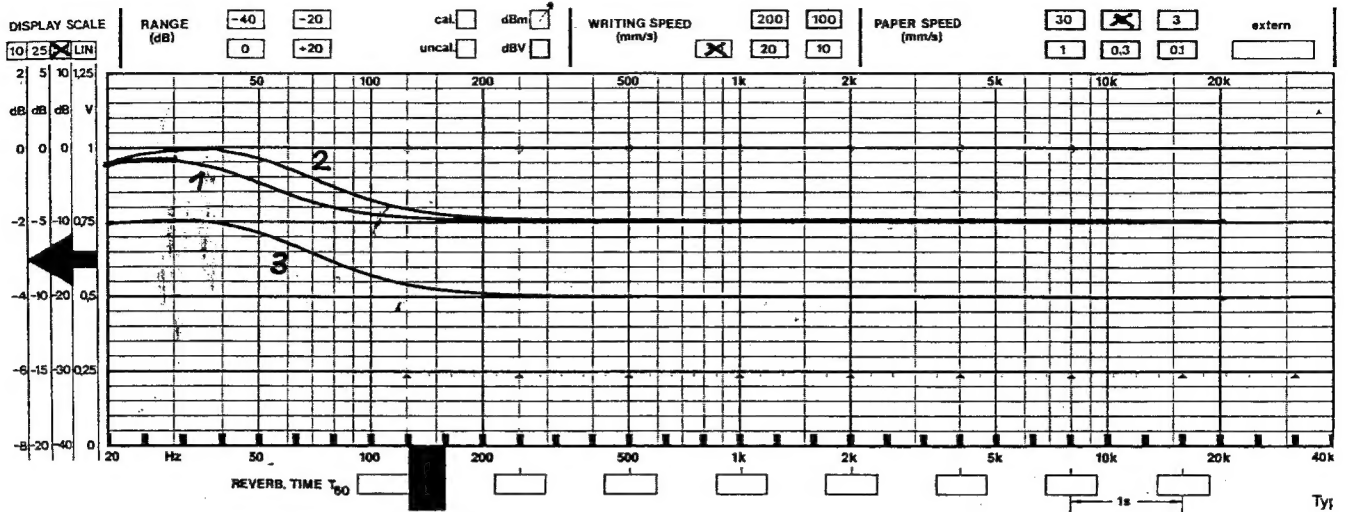 DISPLAY SCALE
10 25 LIN
RANGE
(dB)
-40 -20
0 +20
cal. dBm
uncal. dBV
WRITING SPEED
(mm/s)
200 100
20 10
PAPER SPEED
(mm/s)
30 3
1 0,3 0,1
extern
2 5 10 1,25 50 100 200 500 1k 2k 5k 10k 20k
dB dB dB V
0 0 0 1
2
1
-2 -5 -10 0,75
3
-4 -10 -20 0,5
-6 -15 -30 0,25
-8 -20 -40 0
20 Hz 50 100 200 500 1k 2k 5k 10k 20k 40k
REVERB. TIME T60
1s
Typ